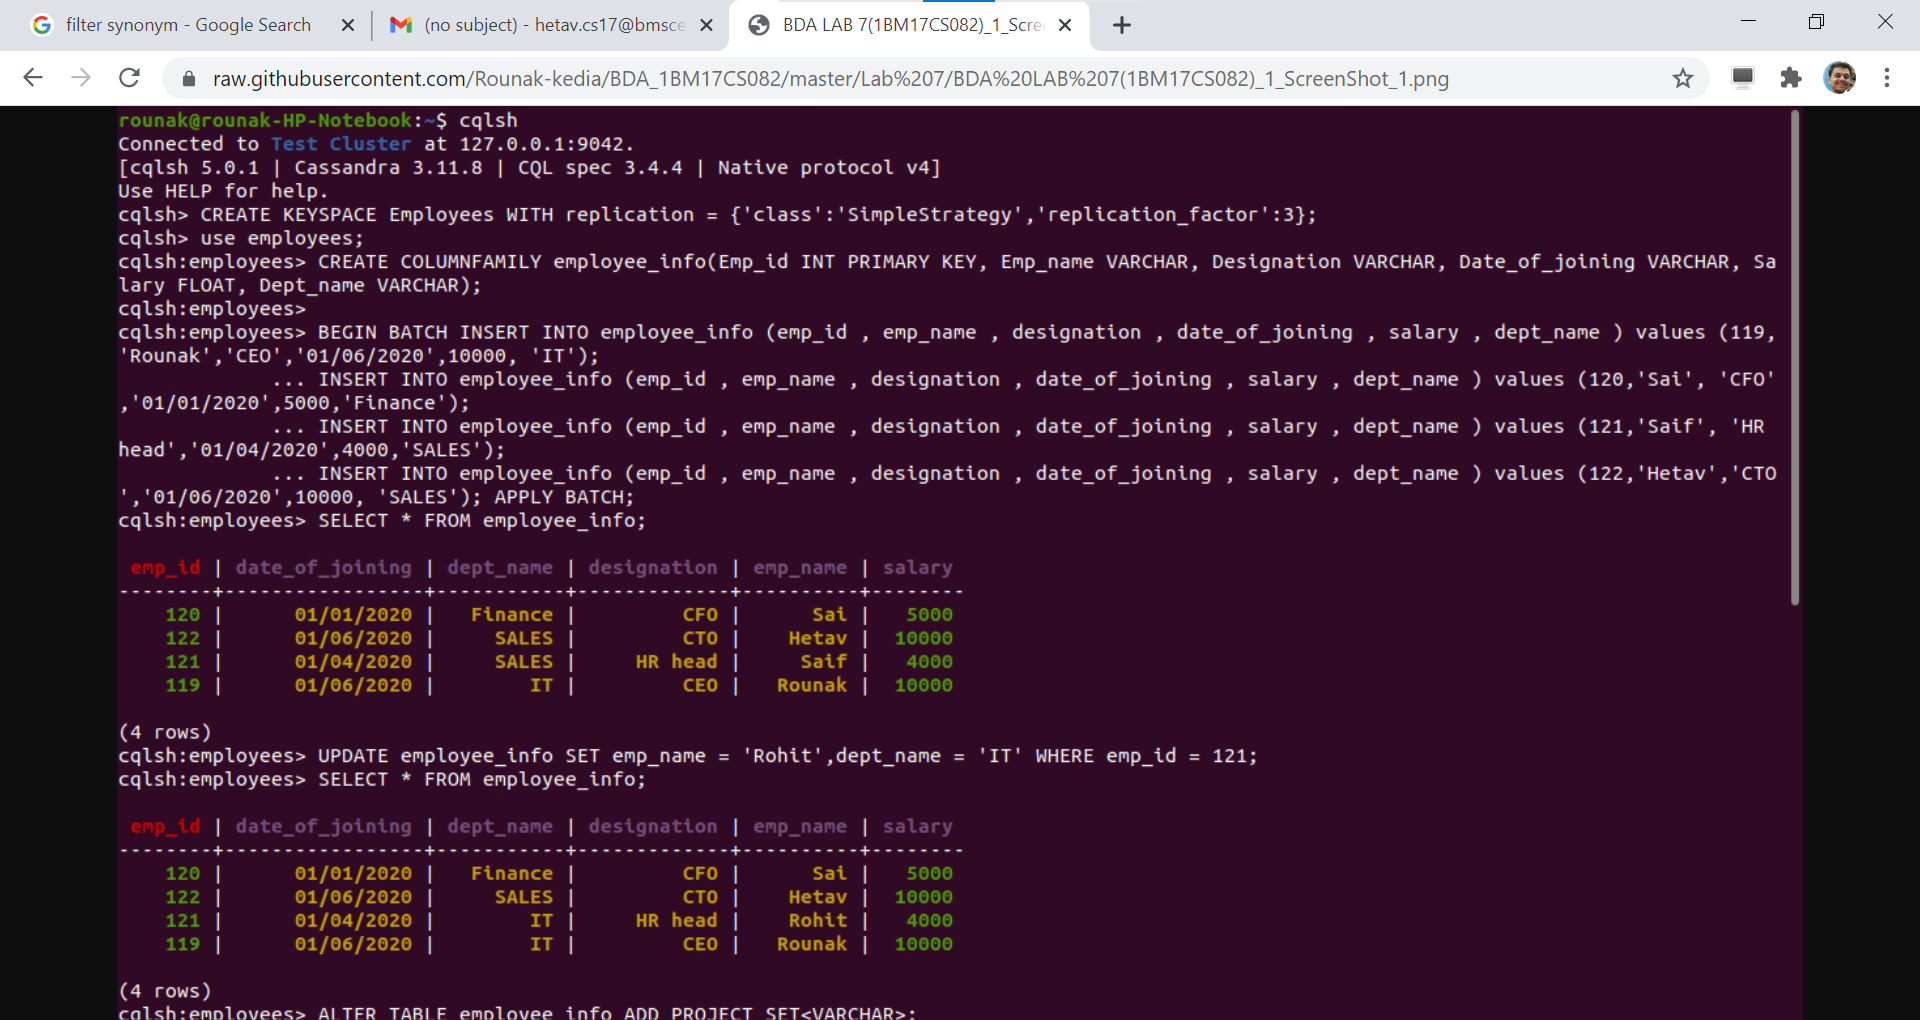 filter synonym - Google Search
(no subject) - hetav.cs17@bmsce
BDA LAB 7(1BM17CS082)_1_Scre
raw.githubusercontent.com/Rounak-kedia/BDA_1BM17CS082/master/Lab%207/BDA%20LAB%207(1BM17CS082)_1_ScreenShot_1.png
rounak@rounak-HP-Notebook:~$ cqlsh
Connected to Test Cluster at 127.0.0.1:9042.
[cqlsh 5.0.1 | Cassandra 3.11.8 | CQL spec 3.4.4 | Native protocol v4]
Use HELP for help.
cqlsh> CREATE KEYSPACE Employees WITH replication = {'class':'SimpleStrategy','replication_factor':3};
cqlsh> use employees;
cqlsh:employees> CREATE COLUMNFAMILY employee_info(Emp_id INT PRIMARY KEY, Emp_name VARCHAR, Designation VARCHAR, Date_of_joining VARCHAR, Sa
lary FLOAT, Dept_name VARCHAR);
cqlsh:employees>
cqlsh:employees> BEGIN BATCH INSERT INTO employee_info (emp_id , emp_name , designation , date_of_joining , salary , dept_name ) values (119,
'Rounak','CEO','01/06/2020',10000, 'IT');
... INSERT INTO employee_info (emp_id , emp_name , designation , date_of_joining , salary , dept_name ) values (120,'Sai', 'CFO'
,'01/01/2020',5000,'Finance');
... INSERT INTO employee_info (emp_id , emp_name , designation , date_of_joining , salary , dept_name ) values (121,'Saif', 'HR
head','01/04/2020',4000,'SALES');
... INSERT INTO employee_info (emp_id , emp_name , designation , date_of_joining , salary , dept_name ) values (122,'Hetav','CTO
','01/06/2020',10000, 'SALES'); APPLY BATCH;
cqlsh:employees> SELECT * FROM employee_info;
emp_id | date_of_joining | dept_name | designation | emp_name | salary
--------+-----------------+-----------+-------------+----------+--------
120 | 01/01/2020 | Finance | CFO | Sai | 5000
122 | 01/06/2020 | SALES | CTO | Hetav | 10000
121 | 01/04/2020 | SALES | HR head | Saif | 4000
119 | 01/06/2020 | IT | CEO | Rounak | 10000
(4 rows)
cqlsh:employees> UPDATE employee_info SET emp_name = 'Rohit',dept_name = 'IT' WHERE emp_id = 121;
cqlsh:employees> SELECT * FROM employee_info;
emp_id | date_of_joining | dept_name | designation | emp_name | salary
--------+-----------------+-----------+-------------+----------+--------
120 | 01/01/2020 | Finance | CFO | Sai | 5000
122 | 01/06/2020 | SALES | CTO | Hetav | 10000
121 | 01/04/2020 | IT | HR head | Rohit | 4000
119 | 01/06/2020 | IT | CEO | Rounak | 10000
(4 rows)
cqlsh:employees> ALTER TABLE employee_info ADD PROJECT SET<VARCHAR>;